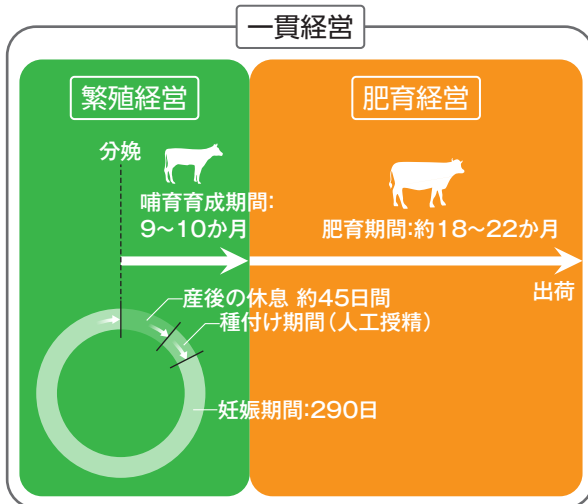 一貫経営
繁殖経営
肥育経営
分娩
哺育育成期間:
9〜10か月
肥育期間:約18〜22か月
出荷
産後の休息 約45日間
種付け期間(人工授精)
妊娠期間:290日